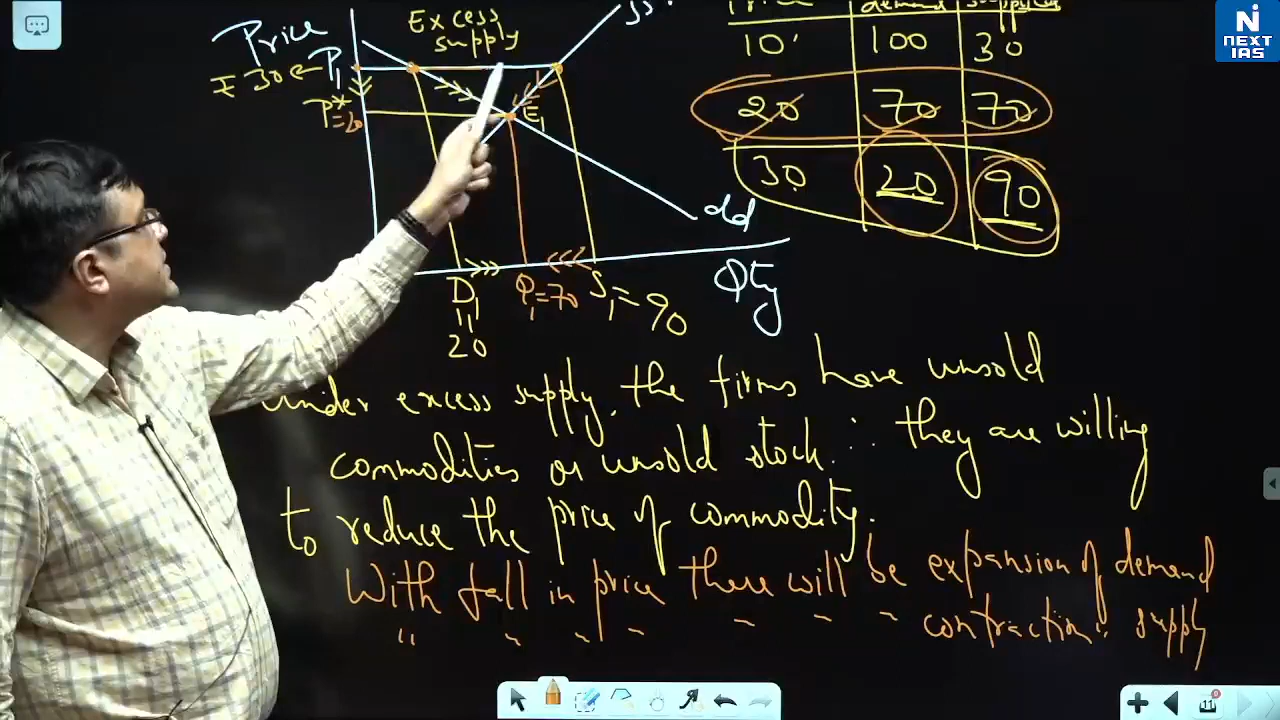 NEXT IAS
Price
Excess supply
P₁
₹ 30 ←
P*
=20
E₁
dd
Qty
D₁
||
20
Q₁=70
S₁ = 90
demand
10 100 30
20 70 70
30 20 90
under excess supply, the firms have unsold
commodities or unsold stock ∴ they are willing
to reduce the price of commodity.
With fall in price there will be expansion of demand
" " " " " " " contraction " supply